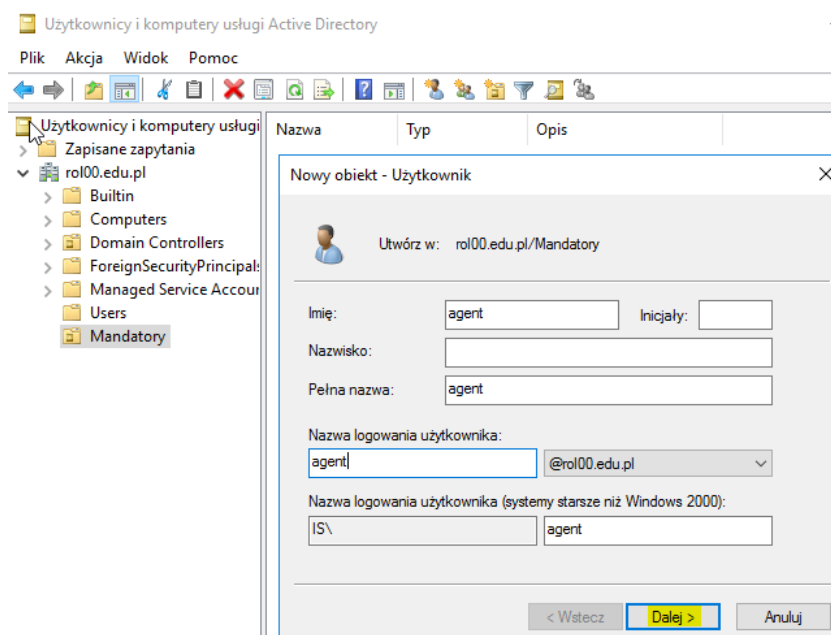 Użytkownicy i komputery usługi Active Directory
Plik Akcja Widok Pomoc
Użytkownicy i komputery usługi
Zapisane zapytania
rol00.edu.pl
Builtin
Computers
Domain Controllers
ForeignSecurityPrincipals
Managed Service Accour
Users
Mandatory
Nazwa Typ Opis
Nowy obiekt - Użytkownik
Utwórz w: rol00.edu.pl/Mandatory
Imię: agent Inicjały:
Nazwisko:
Pełna nazwa: agent
Nazwa logowania użytkownika:
agent @rol00.edu.pl
Nazwa logowania użytkownika (systemy starsze niż Windows 2000):
IS\ agent
< Wstecz Dalej > Anuluj